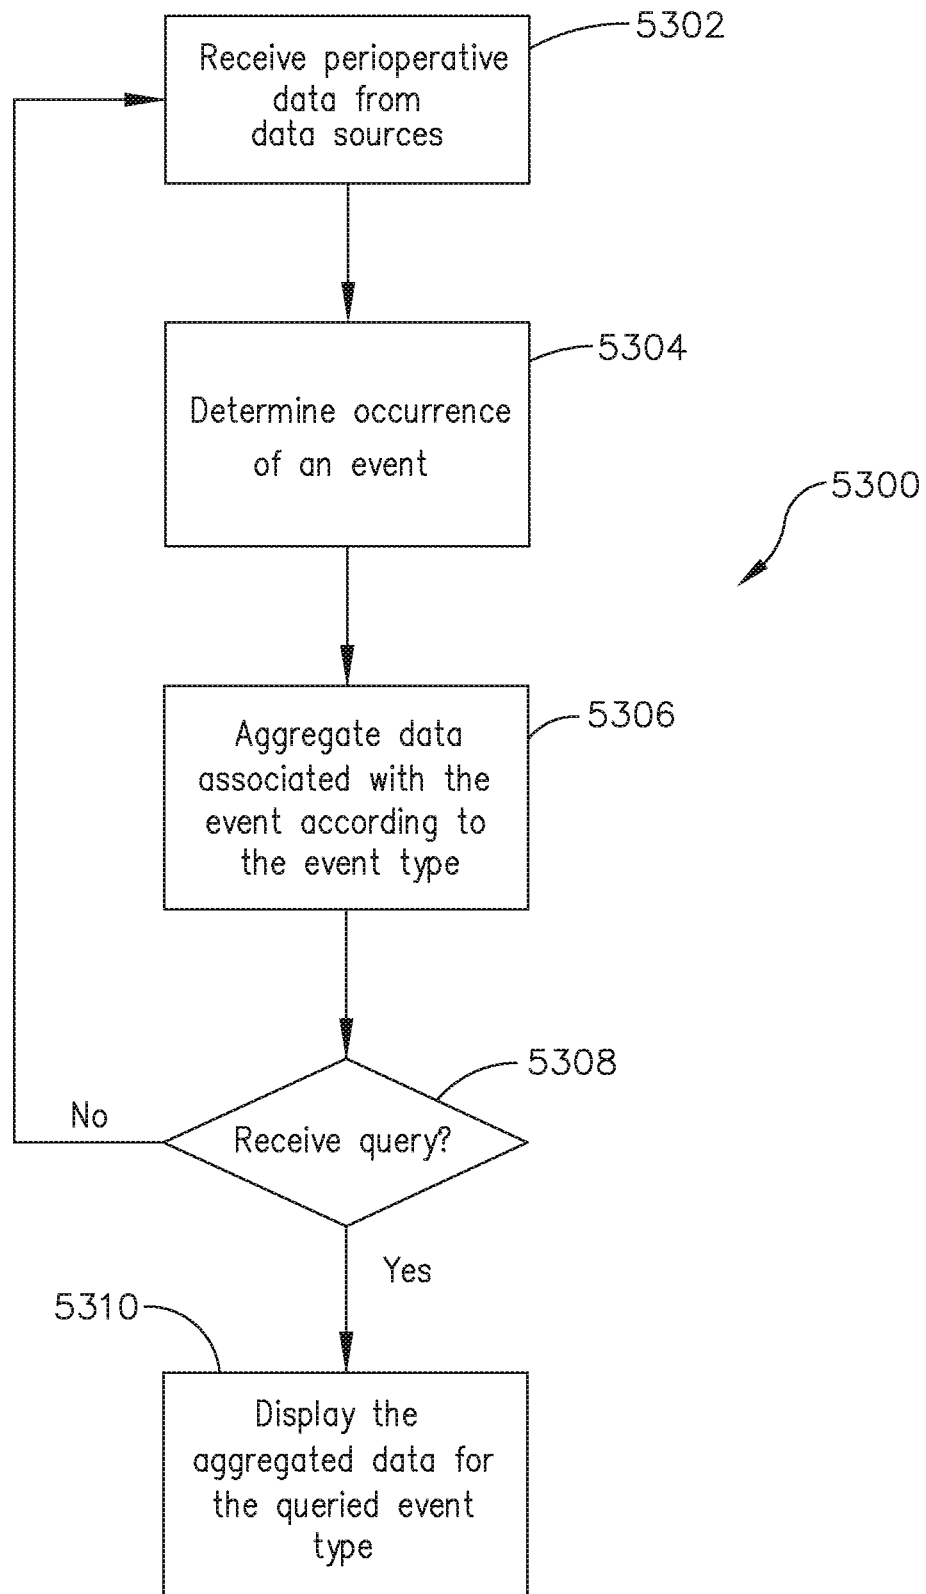 5302
Receive perioperative
data from
data sources
5304
Determine occurrence
of an event
5300
5306
Aggregate data
associated with the
event according to
the event type
5308
No
Receive query?
Yes
5310
Display the
aggregated data for
the queried event
type